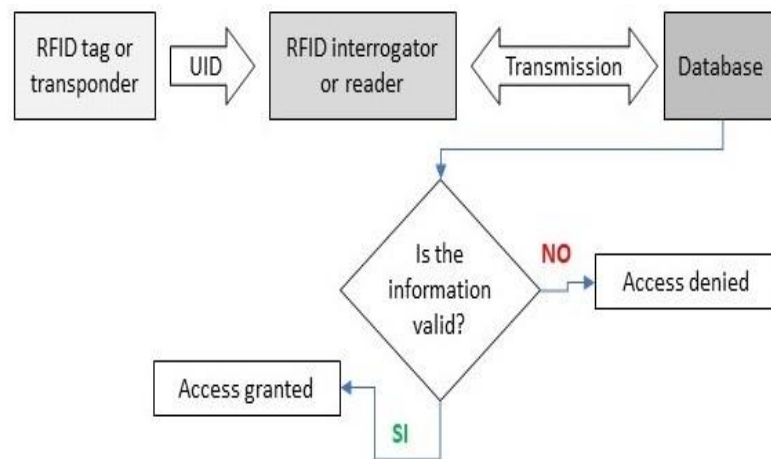 RFID tag or
transponder
UID
RFID interrogator
or reader
Transmission
Database
Is the
information
valid?
NO
Access denied
Access granted
SI